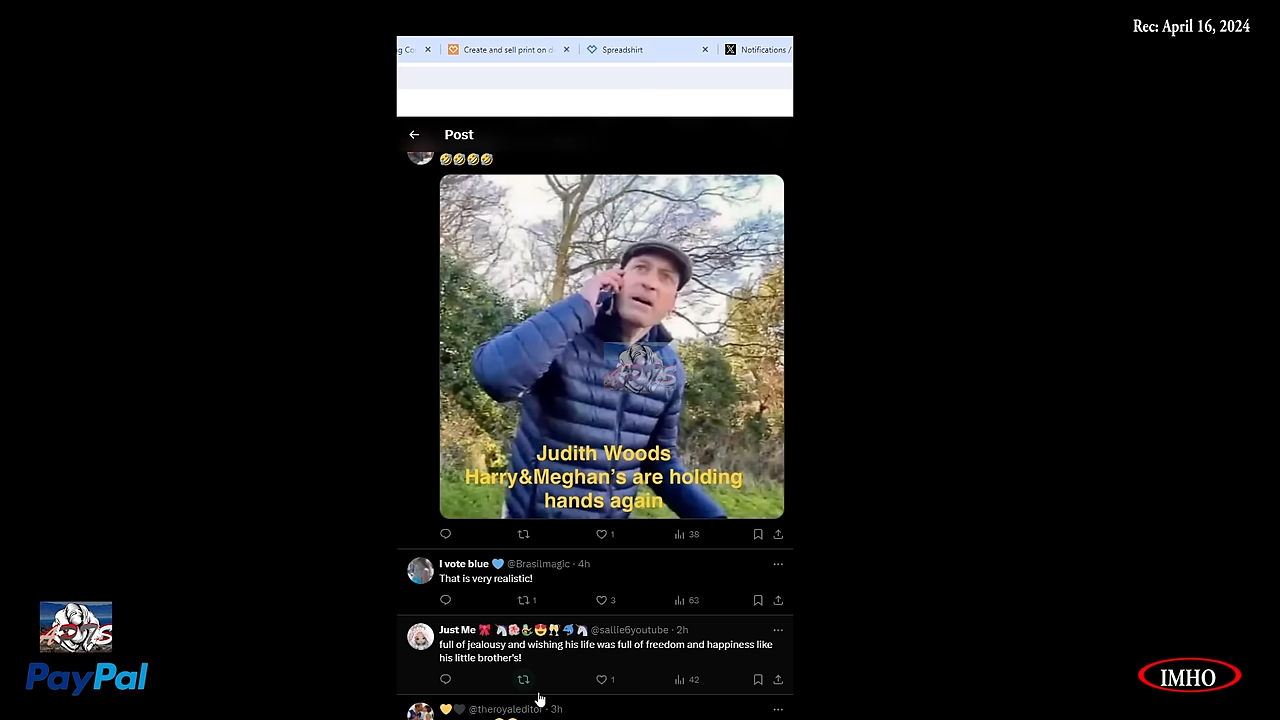 Rec: April 16, 2024
Create and sell print on d
Spreadshirt
Notifications /
Post
Judith Woods
Harry&Meghan's are holding
hands again
1
38
I vote blue 💙 @Brasilmagic · 4h
That is very realistic!
1
3
63
Just Me @sallie6youtube · 2h
full of jealousy and wishing his life was full of freedom and happiness like
his little brother's!
1
42
@theroyaleditor · 3h
4R7S
PayPal
IMHO